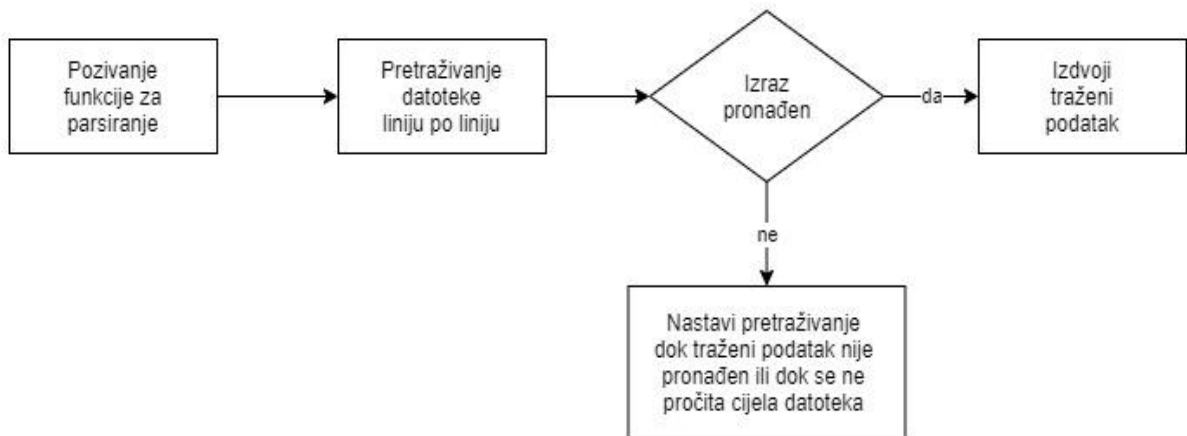 Pozivanje
funkcije za
parsiranje
Pretraživanje
datoteke
liniju po liniju
Izraz
pronađen
da
Izdvoji
traženi
podatak
ne
Nastavi pretraživanje
dok traženi podatak nije
pronađen ili dok se ne
pročita cijela datoteka